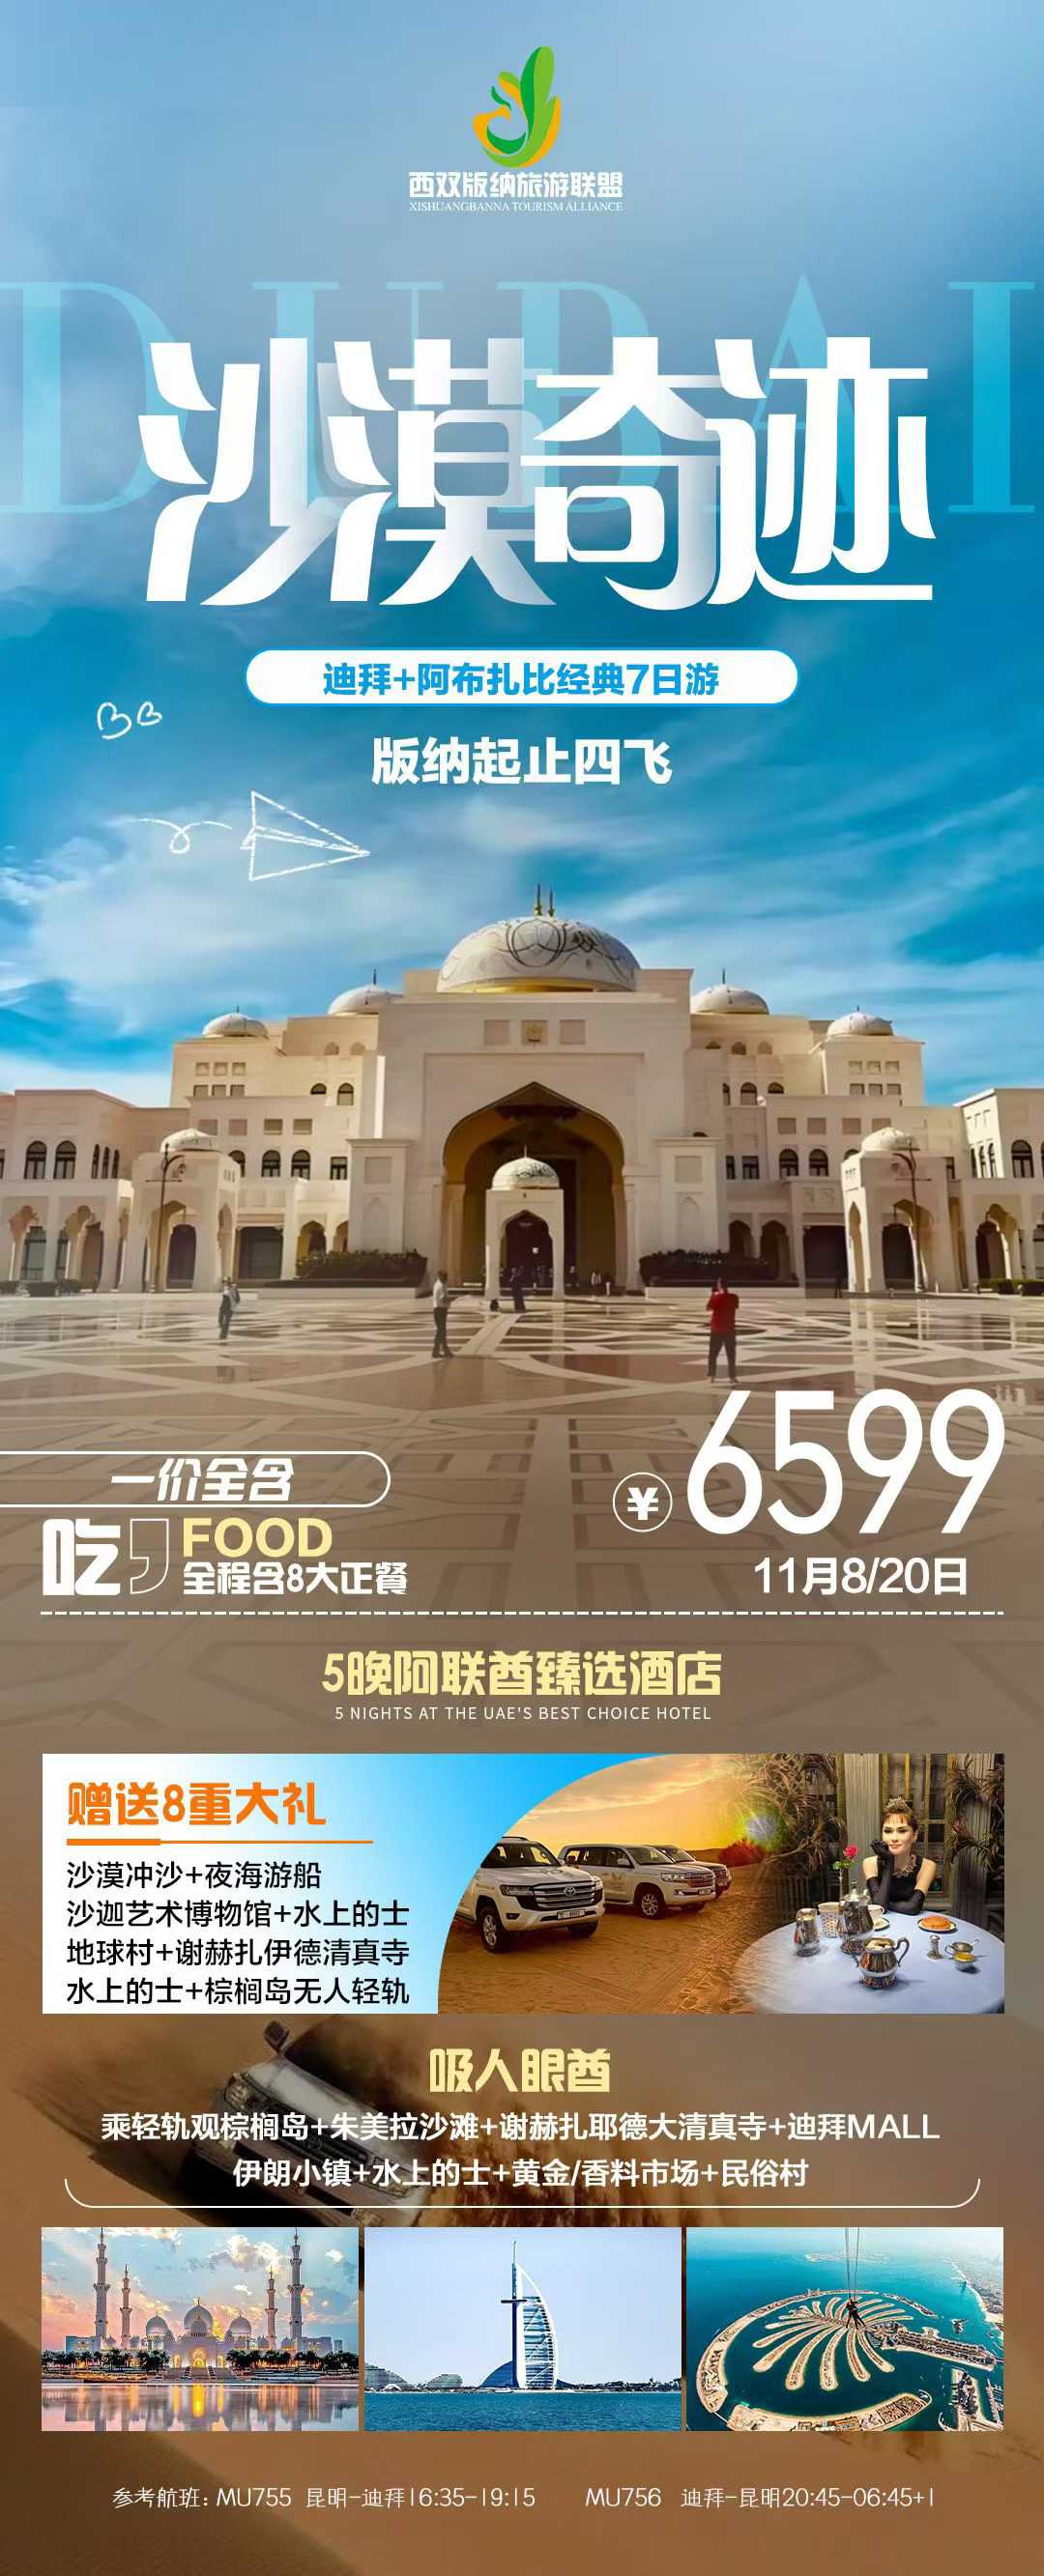 西双版纳旅游联盟
XISHUANGBANNA TOURISM ALLIANCE
DUBAI
沙漠奇迹
迪拜+阿布扎比经典7日游
版纳起止四飞
一价全含
吃，FOOD
全程含8大正餐
¥6599
11月8/20日
5晚阿联酋臻选酒店
5 NIGHTS AT THE UAE'S BEST CHOICE HOTEL
赠送8重大礼
沙漠冲沙+夜海游船
沙迦艺术博物馆+水上的士
地球村+谢赫扎伊德清真寺
水上的士+棕榈岛无人轻轨
吸人眼酋
乘轻轨观棕榈岛+朱美拉沙滩+谢赫扎耶德大清真寺+迪拜MALL
伊朗小镇+水上的士+黄金/香料市场+民俗村
参考航班: MU755 昆明-迪拜16:35-19:15 MU756 迪拜-昆明20:45-06:45+1